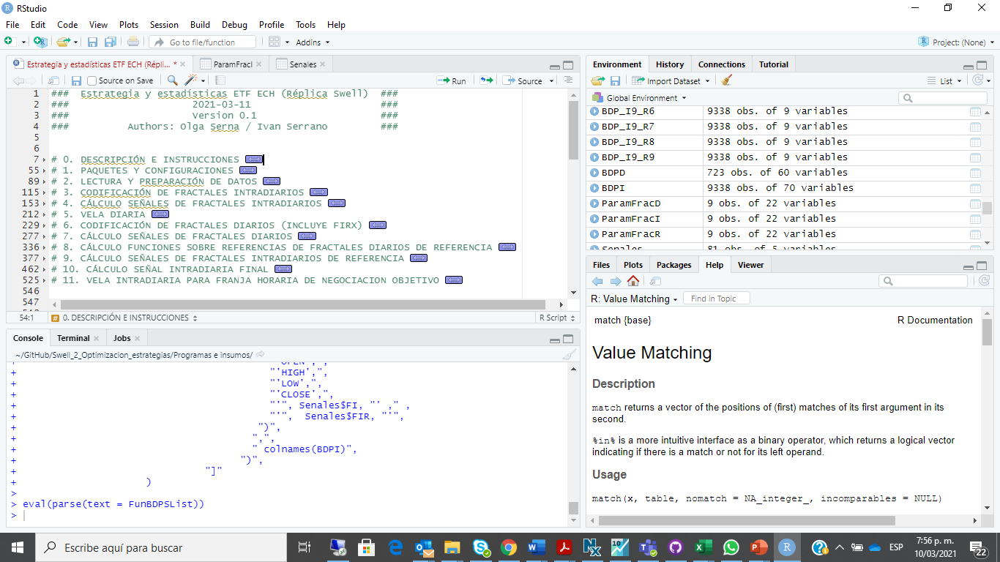 RStudio
File Edit Code View Plots Session Build Debug Profile Tools Help
Go to file/function Addins Project: (None)
Estrategia y estadísticas ETF ECH (Répli... * ParamFracI Senales
Source on Save Run Source
1 ### Estrategia y estadísticas ETF ECH (Réplica Swell) ###
2 ### 2021-03-11 ###
3 ### Version 0.1 ###
4 ### Authors: Olga Serna / Ivan Serrano ###
5
6
7 # 0. DESCRIPCIÓN E INSTRUCCIONES
55 # 1. PAQUETES Y CONFIGURACIONES
89 # 2. LECTURA Y PREPARACIÓN DE DATOS
115 # 3. CODIFICACIÓN DE FRACTALES INTRADIARIOS
153 # 4. CÁLCULO SEÑALES DE FRACTALES INTRADIARIOS
212 # 5. VELA DIARIA
229 # 6. CODIFICACIÓN DE FRACTALES DIARIOS (INCLUYE FIRX)
277 # 7. CÁLCULO SEÑALES DE FRACTALES DIARIOS
336 # 8. CÁLCULO FUNCIONES SOBRE REFERENCIAS DE FRACTALES DIARIOS DE REFERENCIA
377 # 9. CÁLCULO SEÑALES DE FRACTALES INTRADIARIOS DE REFERENCIA
462 # 10. CÁLCULO SEÑAL INTRADIARIA FINAL
525 # 11. VELA INTRADIARIA PARA FRANJA HORARIA DE NEGOCIACION OBJETIVO
546
547
54:1 # 0. DESCRIPCIÓN E INSTRUCCIONES R Script
Console Terminal Jobs
~/GitHub/Swell_2_Optimizacion_estrategias/Programas e insumos/
+ "'OPEN',",
+ "'HIGH',",
+ "'LOW',",
+ "'CLOSE',",
+ "'", Senales$FI, "' ," ,
+ "'", Senales$FIR, "'",
+ ")",
+ ",",
+ " colnames(BDPI)",
+ ")",
+ "]"
+ )
>
> eval(parse(text = FunBDPSList))
>
Environment History Connections Tutorial
Import Dataset List
Global Environment
BDP_I9_R6 9338 obs. of 9 variables
BDP_I9_R7 9338 obs. of 9 variables
BDP_I9_R8 9338 obs. of 9 variables
BDP_I9_R9 9338 obs. of 9 variables
BDPD 723 obs. of 60 variables
BDPI 9338 obs. of 70 variables
ParamFracD 9 obs. of 22 variables
ParamFracI 9 obs. of 22 variables
ParamFracR 9 obs. of 22 variables
Senales 81 obs. of 5 variables
Files Plots Packages Help Viewer
R: Value Matching Find in Topic
match {base} R Documentation
Value Matching
Description
match returns a vector of the positions of (first) matches of its first argument in its
second.
%in% is a more intuitive interface as a binary operator, which returns a logical vector
indicating if there is a match or not for its left operand.
Usage
match(x, table, nomatch = NA_integer_, incomparables = NULL)
Escribe aquí para buscar
ESP
7:56 p. m.
10/03/2021
22